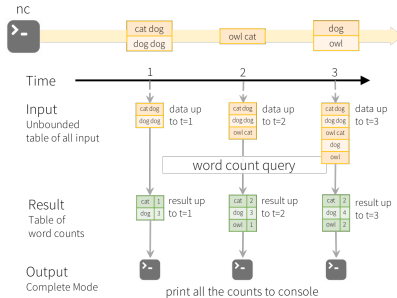 nc
cat dog
dog dog
owl cat
dog
owl
Time
1
2
3
Input
Unbounded
table of all input
cat dog
dog dog
data up
to t=1
cat dog
dog dog
owl cat
data up
to t=2
cat dog
dog dog
owl cat
dog
owl
data up
to t=3
word count query
Result
Table of
word counts
cat 1
dog 3
result up
to t=1
cat 2
dog 3
owl 1
result up
to t=2
cat 2
dog 4
owl 2
result up
to t=3
Output
Complete Mode
print all the counts to console